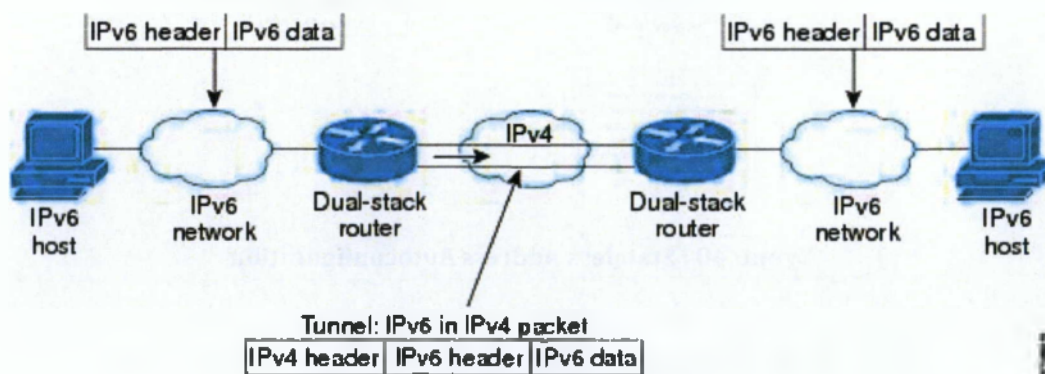 IPv6 header IPv6 data
IPv6 header IPv6 data
IPv4
IPv6 host
IPv6 network
Dual-stack router
Dual-stack router
IPv6 network
IPv6 host
Tunnel: IPv6 in IPv4 packet
IPv4 header IPv6 header IPv6 data